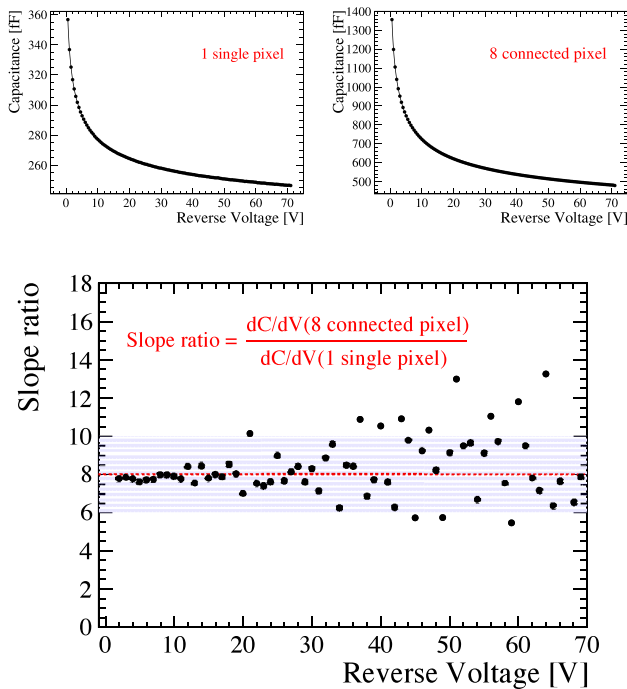 Capacitance [fF]
360
340
320
300
280
260
1 single pixel
0 10 20 30 40 50 60 70
Reverse Voltage [V]
Capacitance [fF]
1400
1300
1200
1100
1000
900
800
700
600
500
8 connected pixel
0 10 20 30 40 50 60 70
Reverse Voltage [V]
Slope ratio
18
16
14
12
10
8
6
4
2
0
Slope ratio = dC/dV(8 connected pixel)
dC/dV(1 single pixel)
0 10 20 30 40 50 60 70
Reverse Voltage [V]